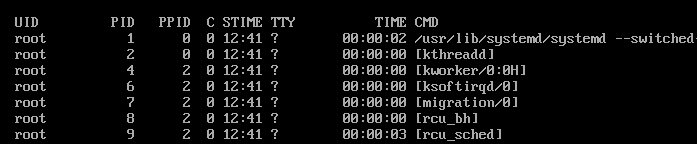 UID        PID  PPID  C STIME TTY          TIME CMD
root         1     0  0 12:41 ?        00:00:02 /usr/lib/systemd/systemd --switched-
root         2     0  0 12:41 ?        00:00:00 [kthreadd]
root         4     2  0 12:41 ?        00:00:00 [kworker/0:0H]
root         6     2  0 12:41 ?        00:00:00 [ksoftirqd/0]
root         7     2  0 12:41 ?        00:00:00 [migration/0]
root         8     2  0 12:41 ?        00:00:00 [rcu_bh]
root         9     2  0 12:41 ?        00:00:03 [rcu_sched]